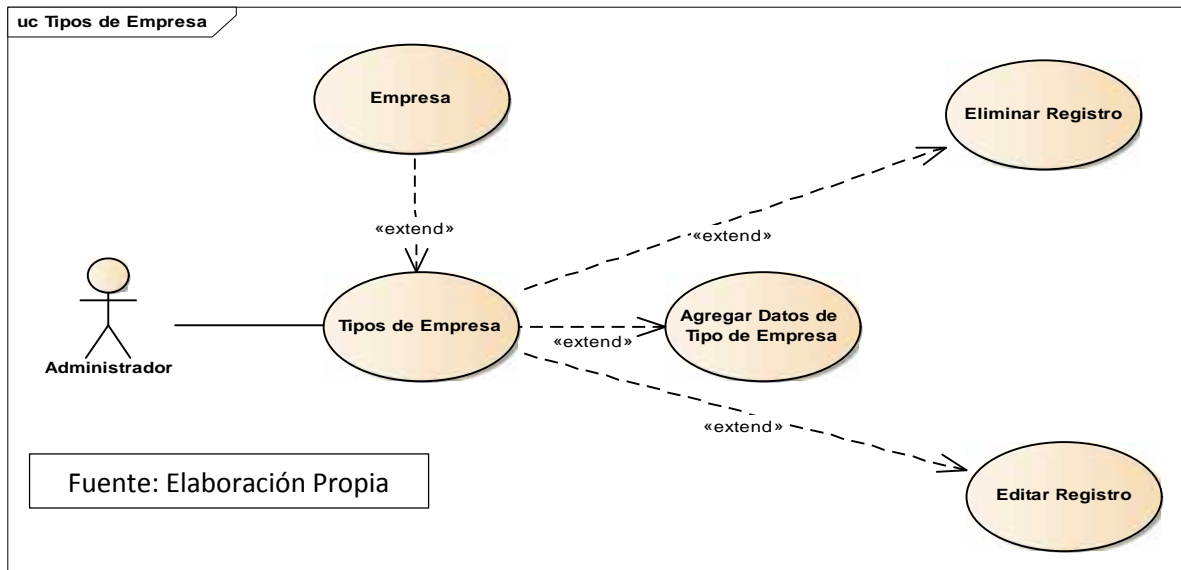 uc Tipos de Empresa
Empresa
Eliminar Registro
«extend»
«extend»
Tipos de Empresa
Agregar Datos de
Tipo de Empresa
«extend»
Administrador
«extend»
Editar Registro
Fuente: Elaboración Propia